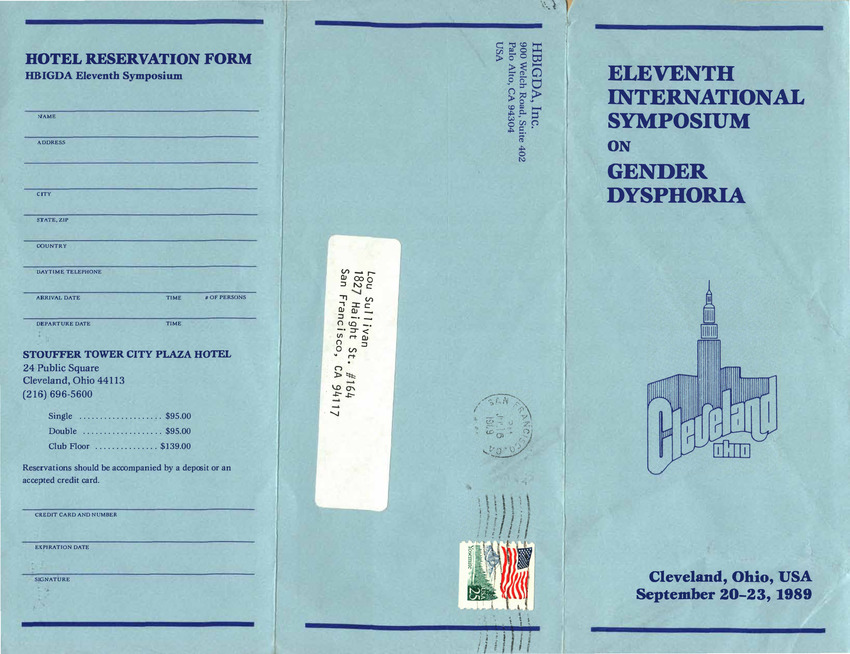 HOTEL RESERVATION FORM
HBIGDA Eleventh Symposium
NAME
ADDRESS
CITY
STATE, ZIP
COUNTRY
DAYTIME TELEPHONE
ARRIVAL DATE TIME # OF PERSONS
DEPARTURE DATE TIME
STOUFFER TOWER CITY PLAZA HOTEL
24 Public Square
Cleveland, Ohio 44113
(216) 696-5600
Single .................... $95.00
Double ................... $95.00
Club Floor ............... $139.00
Reservations should be accompanied by a deposit or an
accepted credit card.
CREDIT CARD AND NUMBER
EXPIRATION DATE
SIGNATURE
HBIGDA, Inc.
900 Welch Road, Suite 402
Palo Alto, CA 94304
USA
Lou Sullivan
1827 Haight St. #164
San Francisco, CA 94117
SAN FRANCISCO, CA
1989
Yosemite
USA
25
ELEVENTH
INTERNATIONAL
SYMPOSIUM
ON
GENDER
DYSPHORIA
Cleveland
OHIO
Cleveland, Ohio, USA
September 20-23, 1989